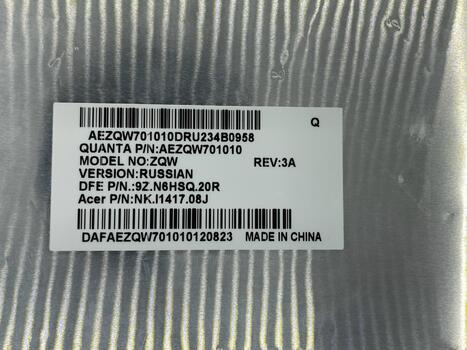 Q
AEZQW701010DRU234B0958
QUANTA P/N:AEZQW701010
MODEL NO:ZQW REV:3A
VERSION:RUSSIAN
DFE P/N.:9Z.N6HSQ.20R
Acer P/N:NK.I1417.08J
DAFAEZQW701010120823 MADE IN CHINA